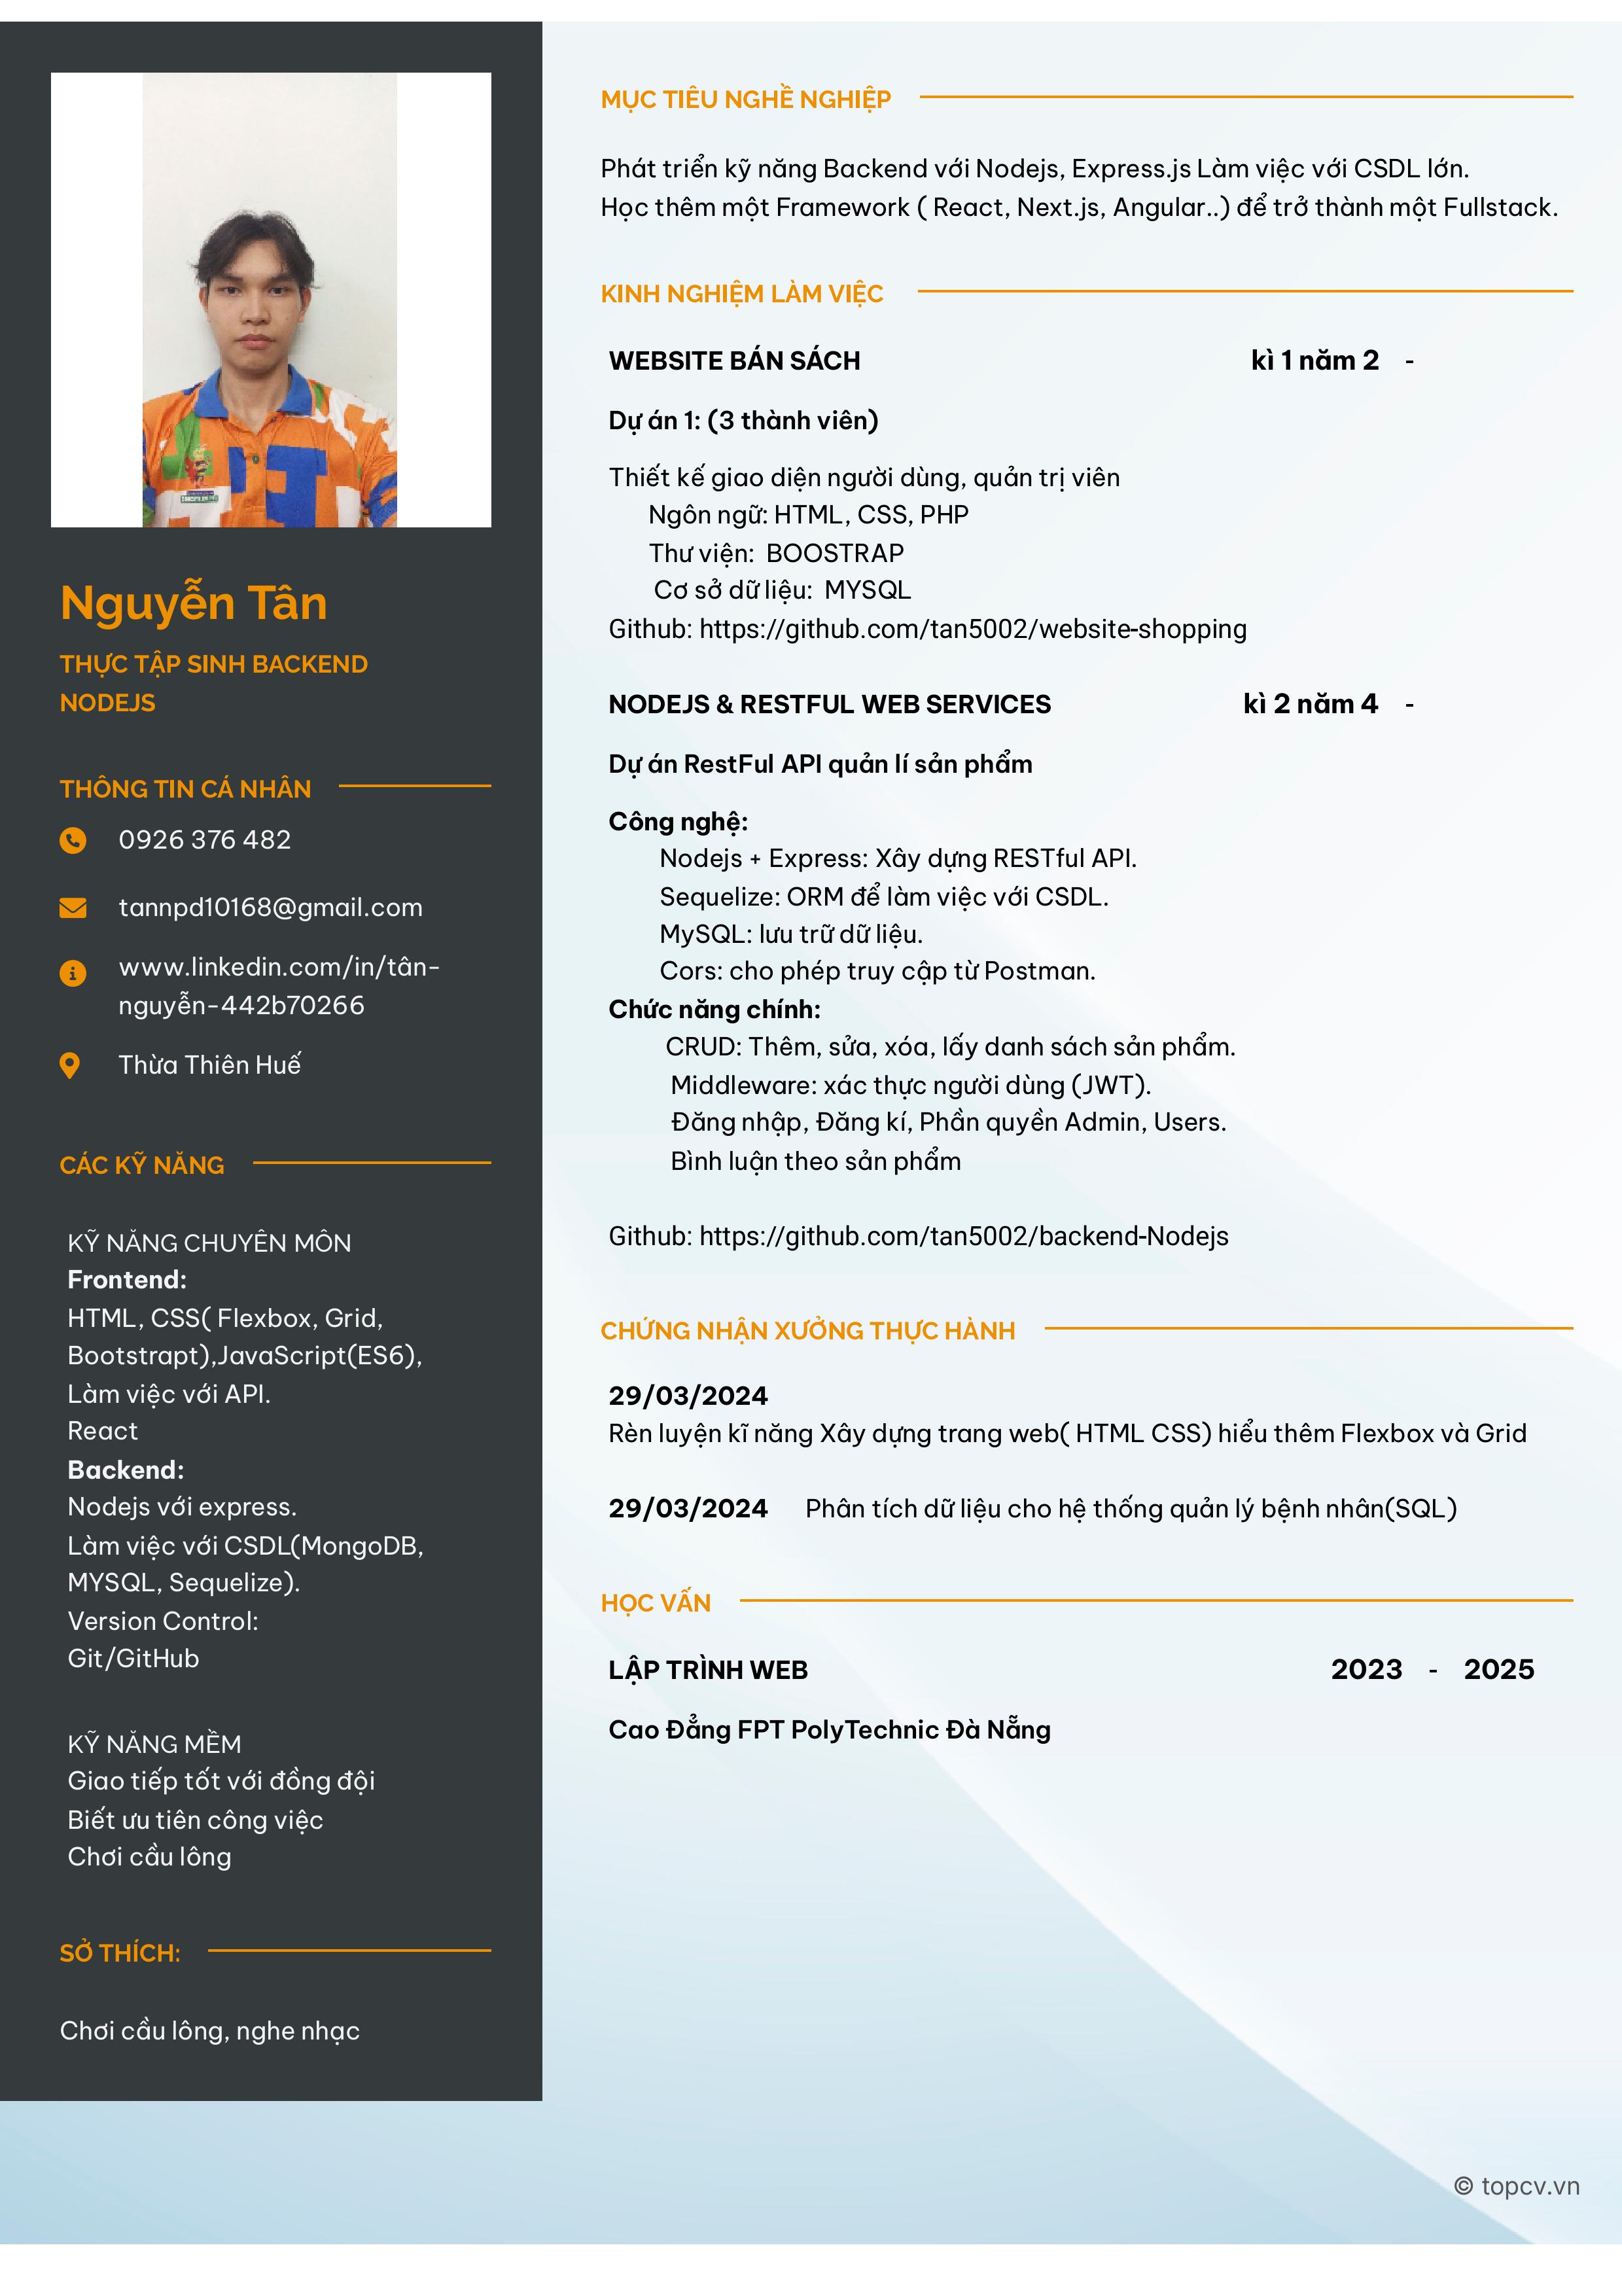 Nguyễn Tân
THỰC TẬP SINH BACKEND
NODEJS
THÔNG TIN CÁ NHÂN
0926 376 482
tannpd10168@gmail.com
www.linkedin.com/in/tân-
nguyễn-442b70266
Thừa Thiên Huế
CÁC KỸ NĂNG
KỸ NĂNG CHUYÊN MÔN
Frontend:
HTML, CSS( Flexbox, Grid,
Bootstrapt),JavaScript(ES6),
Làm việc với API.
React
Backend:
Nodejs với express.
Làm việc với CSDL(MongoDB,
MYSQL, Sequelize).
Version Control:
Git/GitHub
KỸ NĂNG MỀM
Giao tiếp tốt với đồng đội
Biết ưu tiên công việc
Chơi cầu lông
SỞ THÍCH:
Chơi cầu lông, nghe nhạc
MỤC TIÊU NGHỀ NGHIỆP
Phát triển kỹ năng Backend với Nodejs, Express.js Làm việc với CSDL lớn.
Học thêm một Framework ( React, Next.js, Angular..) để trở thành một Fullstack.
KINH NGHIỆM LÀM VIỆC
WEBSITE BÁN SÁCH kì 1 năm 2 -
Dự án 1: (3 thành viên)
Thiết kế giao diện người dùng, quản trị viên
Ngôn ngữ: HTML, CSS, PHP
Thư viện: BOOSTRAP
Cơ sở dữ liệu: MYSQL
Github: https://github.com/tan5002/website-shopping
NODEJS & RESTFUL WEB SERVICES kì 2 năm 4 -
Dự án RestFul API quản lí sản phẩm
Công nghệ:
Nodejs + Express: Xây dựng RESTful API.
Sequelize: ORM để làm việc với CSDL.
MySQL: lưu trữ dữ liệu.
Cors: cho phép truy cập từ Postman.
Chức năng chính:
CRUD: Thêm, sửa, xóa, lấy danh sách sản phẩm.
Middleware: xác thực người dùng (JWT).
Đăng nhập, Đăng kí, Phần quyền Admin, Users.
Bình luận theo sản phẩm
Github: https://github.com/tan5002/backend-Nodejs
CHỨNG NHẬN XƯỞNG THỰC HÀNH
29/03/2024
Rèn luyện kĩ năng Xây dựng trang web( HTML CSS) hiểu thêm Flexbox và Grid
29/03/2024 Phân tích dữ liệu cho hệ thống quản lý bệnh nhân(SQL)
HỌC VẤN
LẬP TRÌNH WEB 2023 - 2025
Cao Đẳng FPT PolyTechnic Đà Nẵng
© topcv.vn